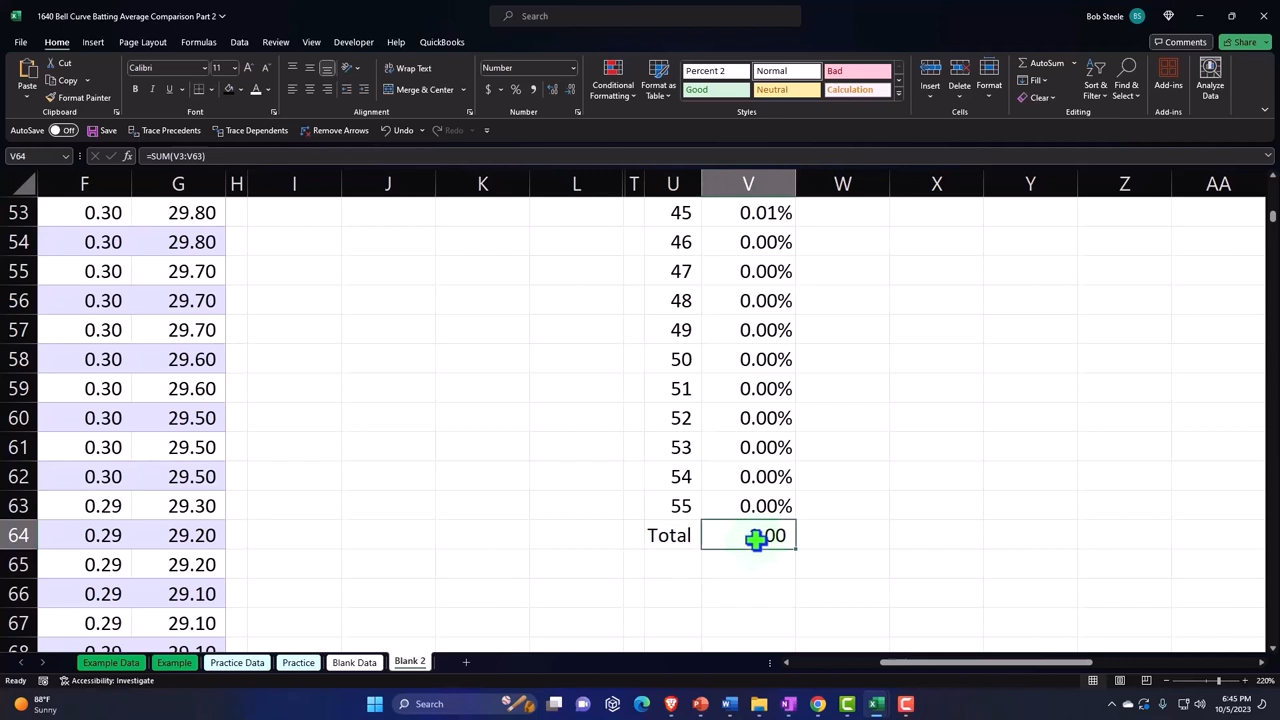 1640 Bell Curve Batting Average Comparison Part 2
Search
Bob Steele BS
File Home Insert Page Layout Formulas Data Review View Developer Help QuickBooks Comments Share
Paste Cut Copy Format Painter Clipboard
Calibri 11 B I U A Font
Wrap Text Merge & Center Alignment
Number $ % 9 Number
Conditional Formatting Format as Table
Percent 2 Normal Bad
Good Neutral Calculation
Styles
Insert Delete Format Cells
AutoSum Fill Clear Sort & Filter Find & Select Editing
Add-ins Add-ins
Analyze Data
AutoSave Off Save Trace Precedents Trace Dependents Remove Arrows Undo Redo
V64 fx =SUM(V3:V63)
F G H I J K L T U V W X Y Z AA
53 0.30 29.80 45 0.01%
54 0.30 29.80 46 0.00%
55 0.30 29.70 47 0.00%
56 0.30 29.70 48 0.00%
57 0.30 29.70 49 0.00%
58 0.30 29.60 50 0.00%
59 0.30 29.60 51 0.00%
60 0.30 29.50 52 0.00%
61 0.30 29.50 53 0.00%
62 0.30 29.50 54 0.00%
63 0.29 29.30 55 0.00%
64 0.29 29.20 Total 00
65 0.29 29.20
66 0.29 29.10
67 0.29 29.10
68 0.29 29.10
Example Data Example Practice Data Practice Blank Data Blank 2
Ready Accessibility: Investigate 220%
88°F
Sunny
Search
6:45 PM
10/5/2023